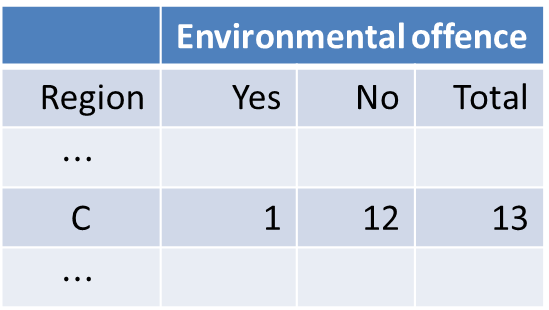 Environmental offence
Region Yes No Total
...
C 1 12 13
...